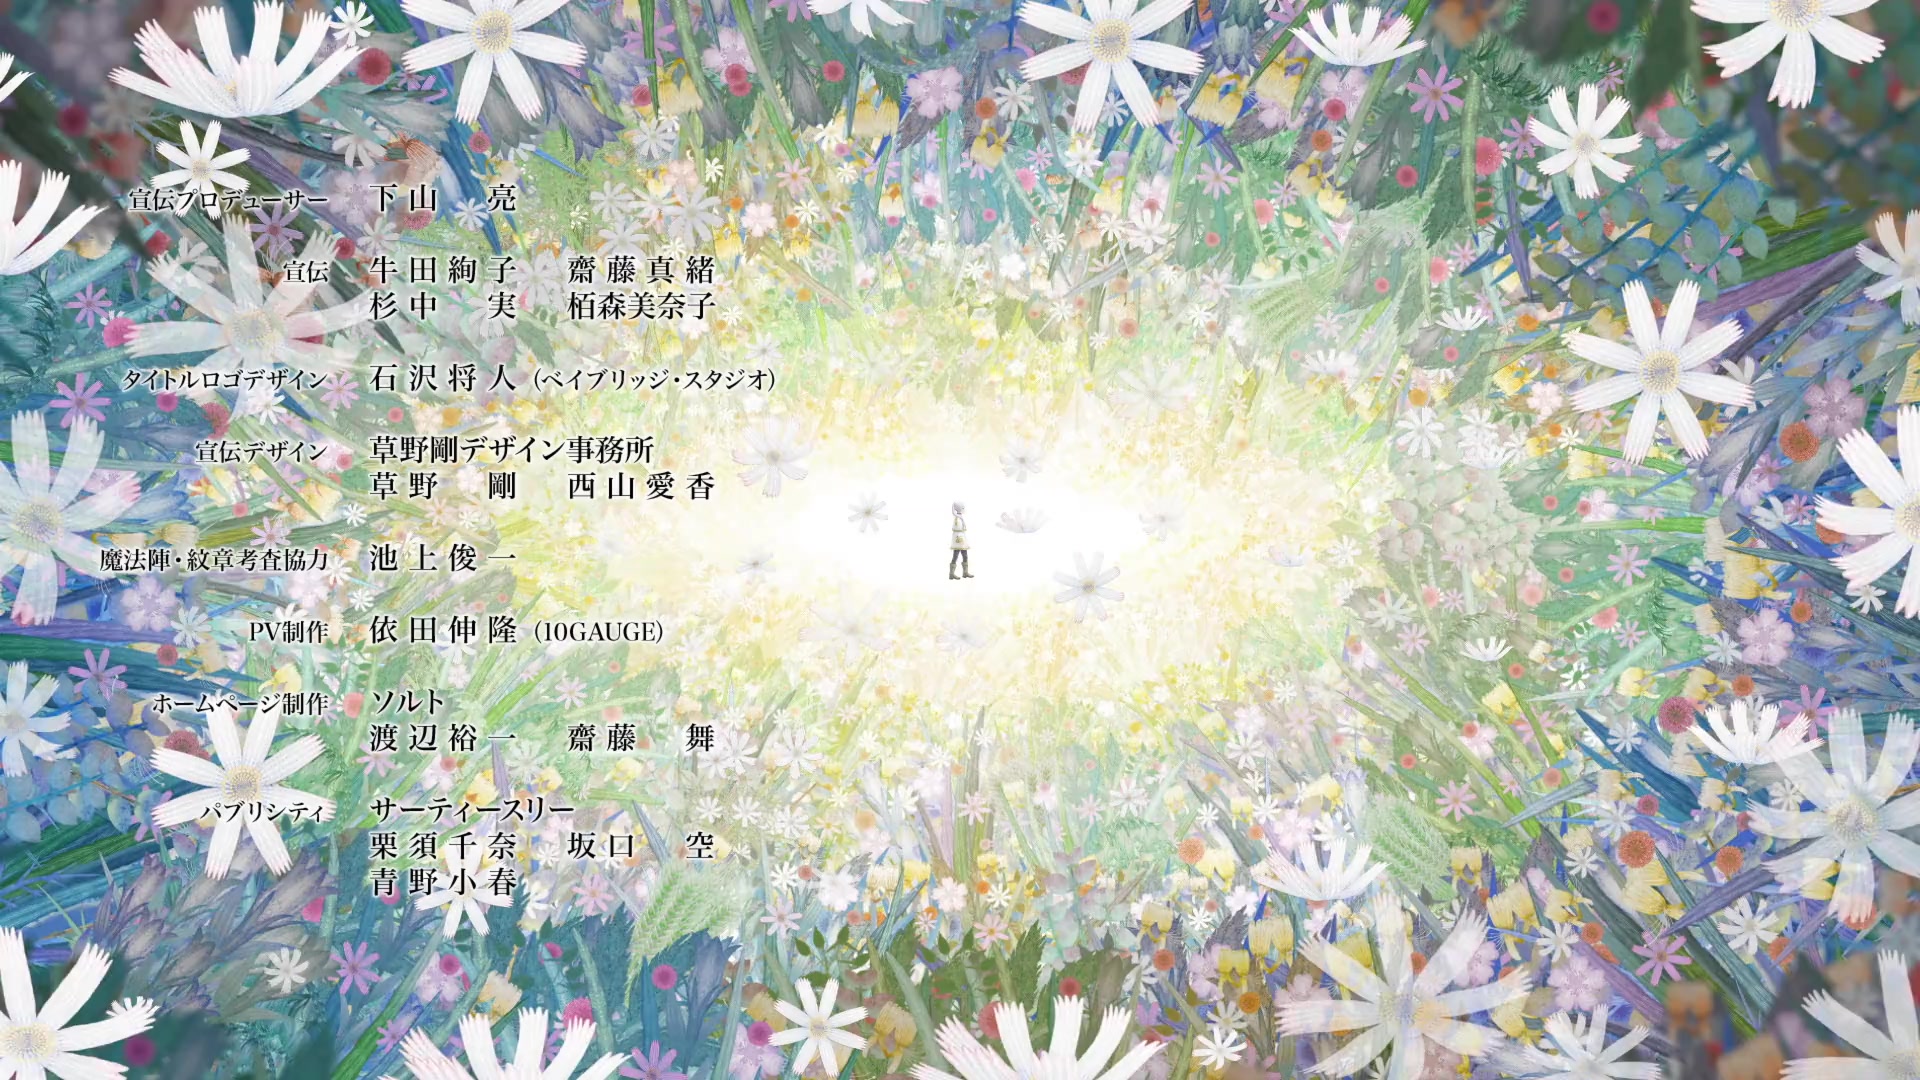 宣伝プロデューサー 下山 亮
宣伝 牛田絢子 齋藤真緒
杉中 実 栢森美奈子
タイトルロゴデザイン 石沢将人（ベイブリッジ・スタジオ）
宣伝デザイン 草野剛デザイン事務所
草野 剛 西山愛香
魔法陣・紋章考査協力 池上俊一
PV制作 依田伸隆（10GAUGE）
ホームページ制作 ソルト
渡辺裕一 齋藤 舞
パブリシティ サーティースリー
栗須千奈 坂口 空
青野小春